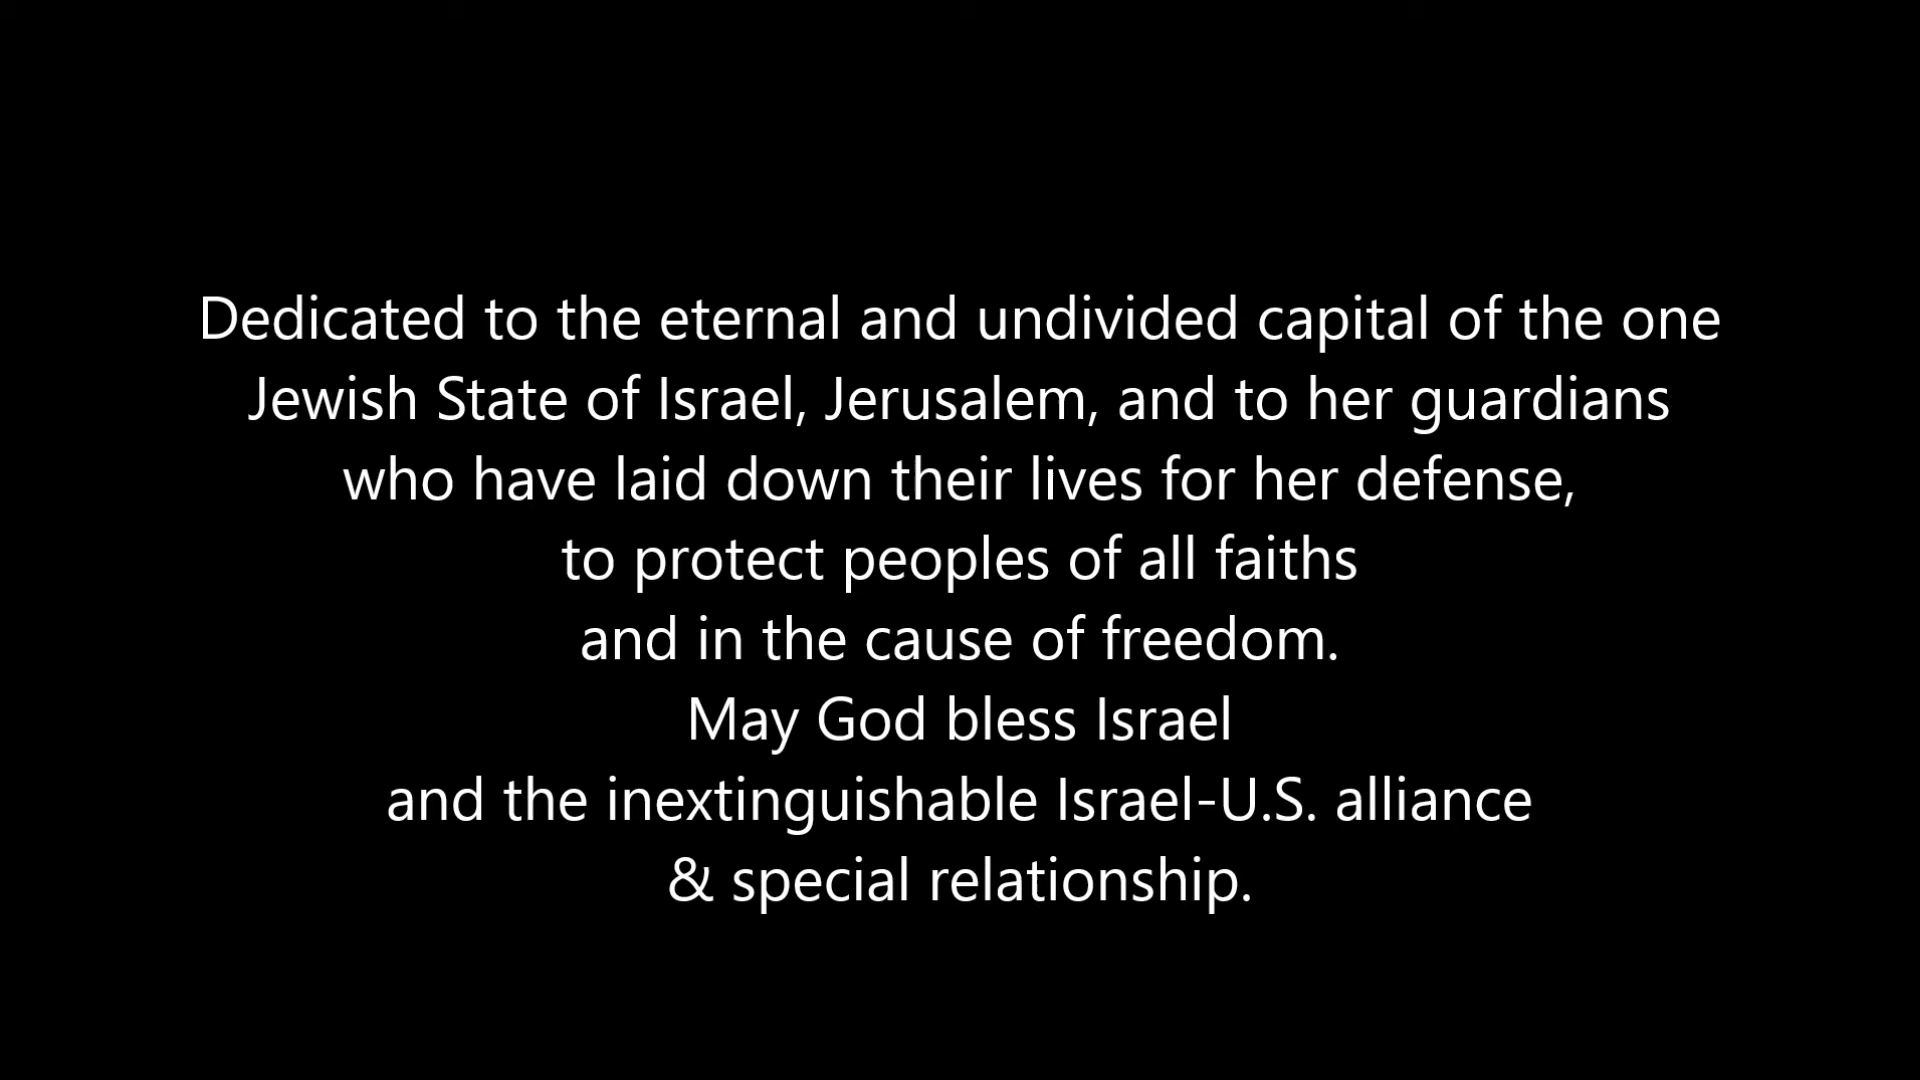 Dedicated to the eternal and undivided capital of the one
Jewish State of Israel, Jerusalem, and to her guardians
who have laid down their lives for her defense,
to protect peoples of all faiths
and in the cause of freedom.
May God bless Israel
and the inextinguishable Israel-U.S. alliance
& special relationship.